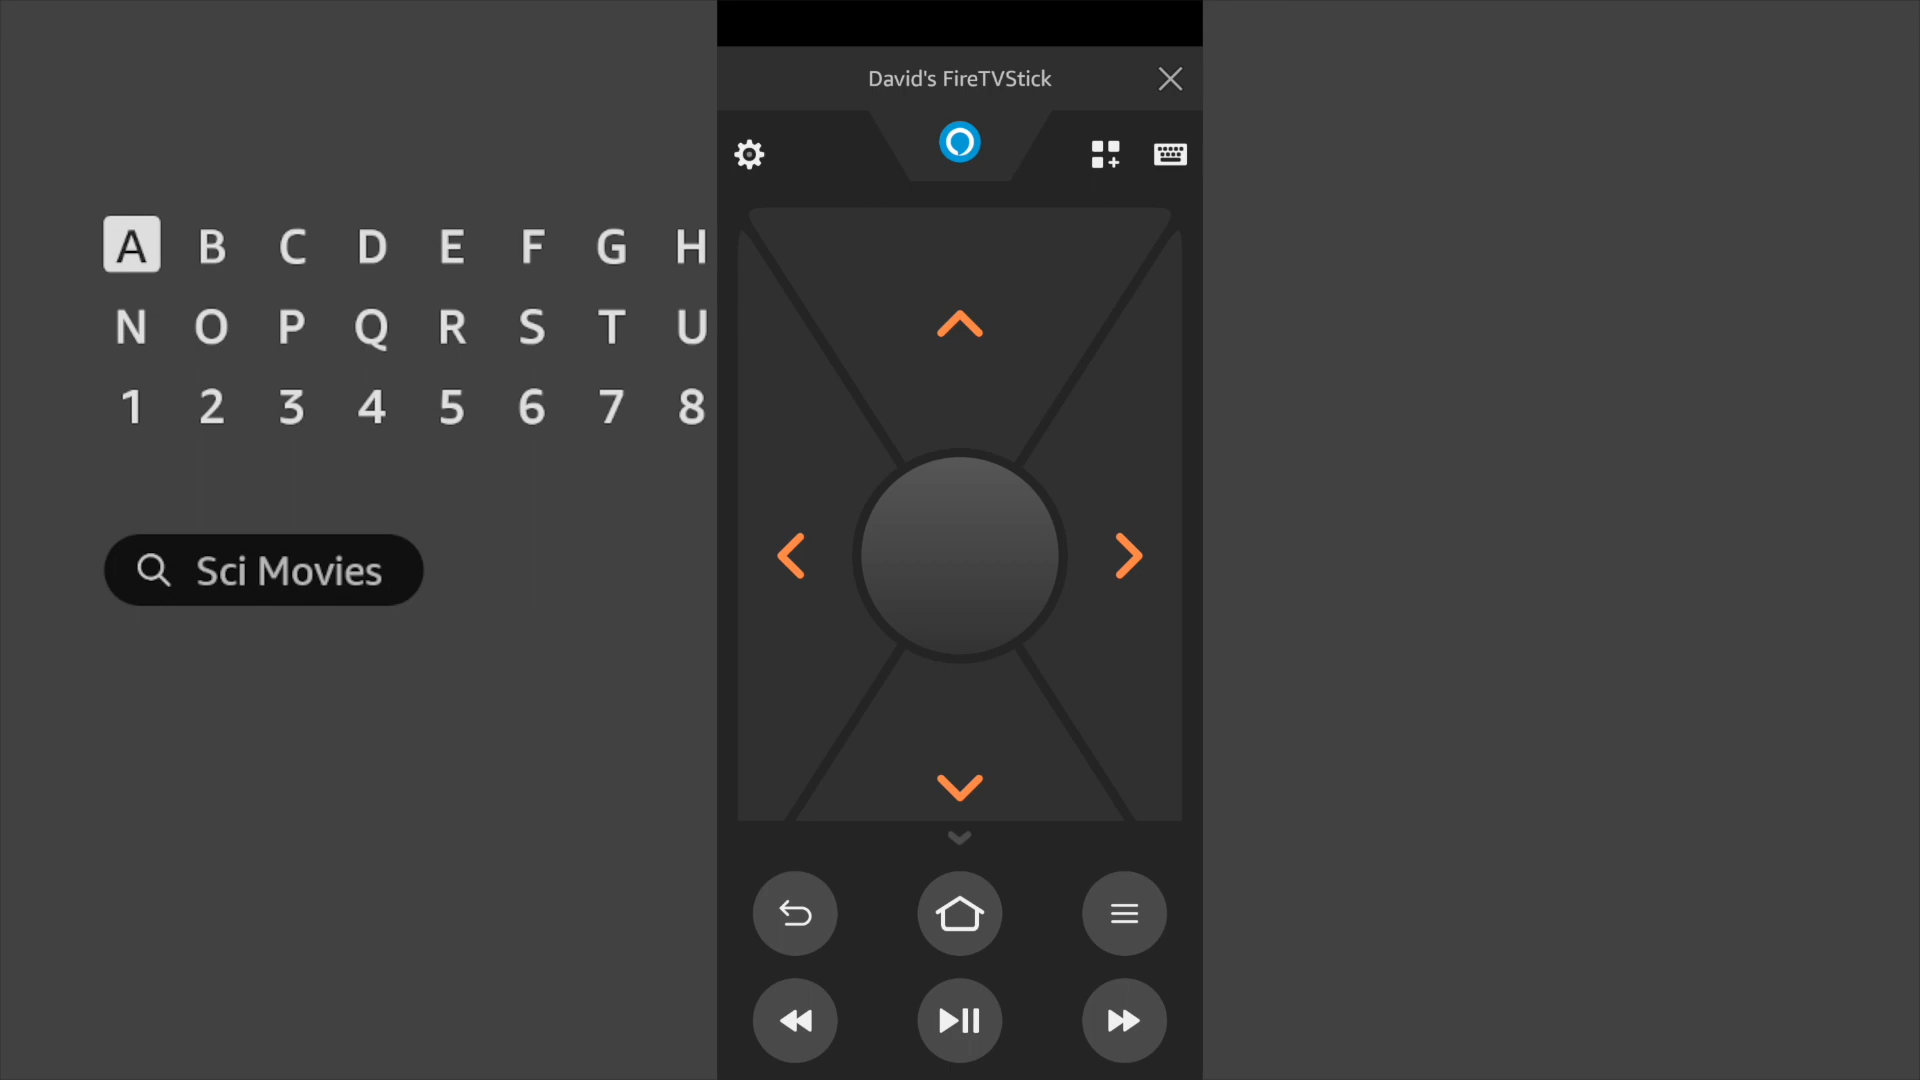 David's FireTVStick
A B C D E F G H
N O P Q R S T U
1 2 3 4 5 6 7 8
Sci Movies